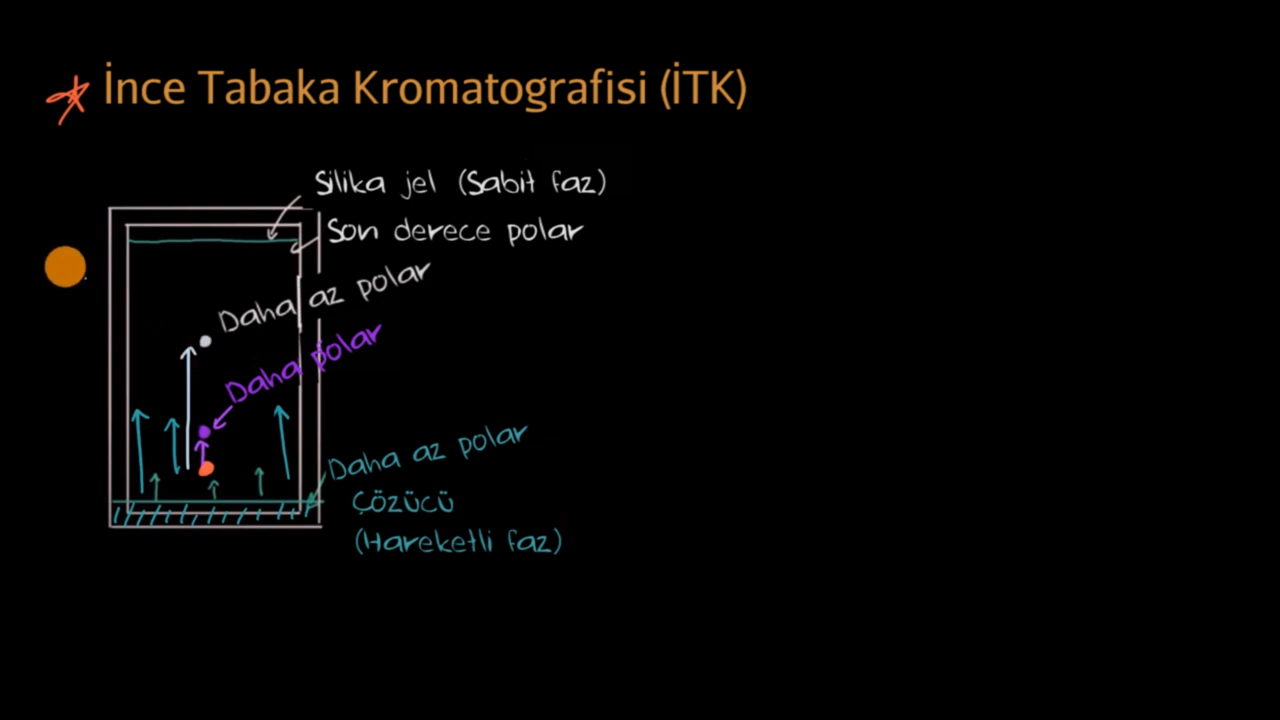 İnce Tabaka Kromatografisi (İTK)
Silika jel (Sabit faz)
Son derece polar
Daha az polar
Daha polar
Daha az polar
Çözücü
(Hareketli faz)